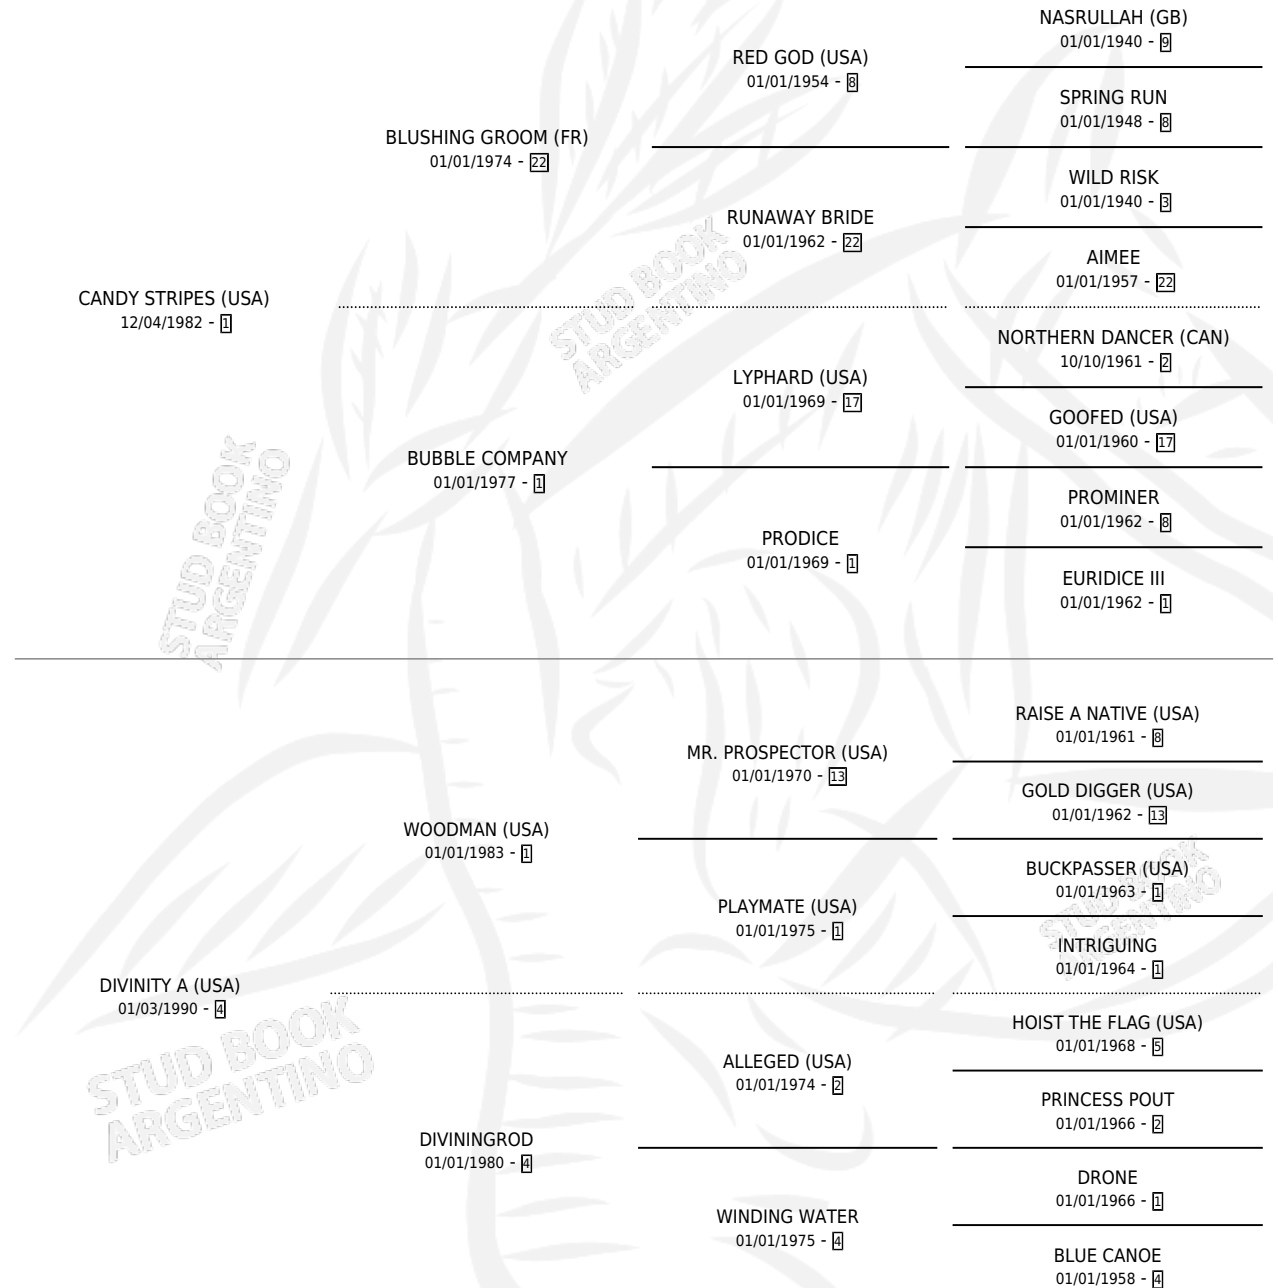 NASRULLAH (GB)
01/01/1940 - 9
RED GOD (USA)
01/01/1954 - 8
SPRING RUN
01/01/1948 - 8
BLUSHING GROOM (FR)
01/01/1974 - 22
WILD RISK
01/01/1940 - 3
RUNAWAY BRIDE
01/01/1962 - 22
AIMEE
01/01/1957 - 22
CANDY STRIPES (USA)
12/04/1982 - 1
NORTHERN DANCER (CAN)
10/10/1961 - 2
LYPHARD (USA)
01/01/1969 - 17
GOOFED (USA)
01/01/1960 - 17
BUBBLE COMPANY
01/01/1977 - 1
PROMINER
01/01/1962 - 8
PRODICE
01/01/1969 - 1
EURIDICE III
01/01/1962 - 1
STUD BOOK
ARGENTINO
STUD BOOK
ARGENTINO
RAISE A NATIVE (USA)
01/01/1961 - 8
MR. PROSPECTOR (USA)
01/01/1970 - 13
GOLD DIGGER (USA)
01/01/1962 - 13
WOODMAN (USA)
01/01/1983 - 1
BUCKPASSER (USA)
01/01/1963 - 1
PLAYMATE (USA)
01/01/1975 - 1
INTRIGUING
01/01/1964 - 1
STUD BOOK
ARGENTINO
DIVINITY A (USA)
01/03/1990 - 4
HOIST THE FLAG (USA)
01/01/1968 - 5
ALLEGED (USA)
01/01/1974 - 2
PRINCESS POUT
01/01/1966 - 2
STUD BOOK
ARGENTINO
DIVININGROD
01/01/1980 - 4
DRONE
01/01/1966 - 1
WINDING WATER
01/01/1975 - 4
BLUE CANOE
01/01/1958 - 4